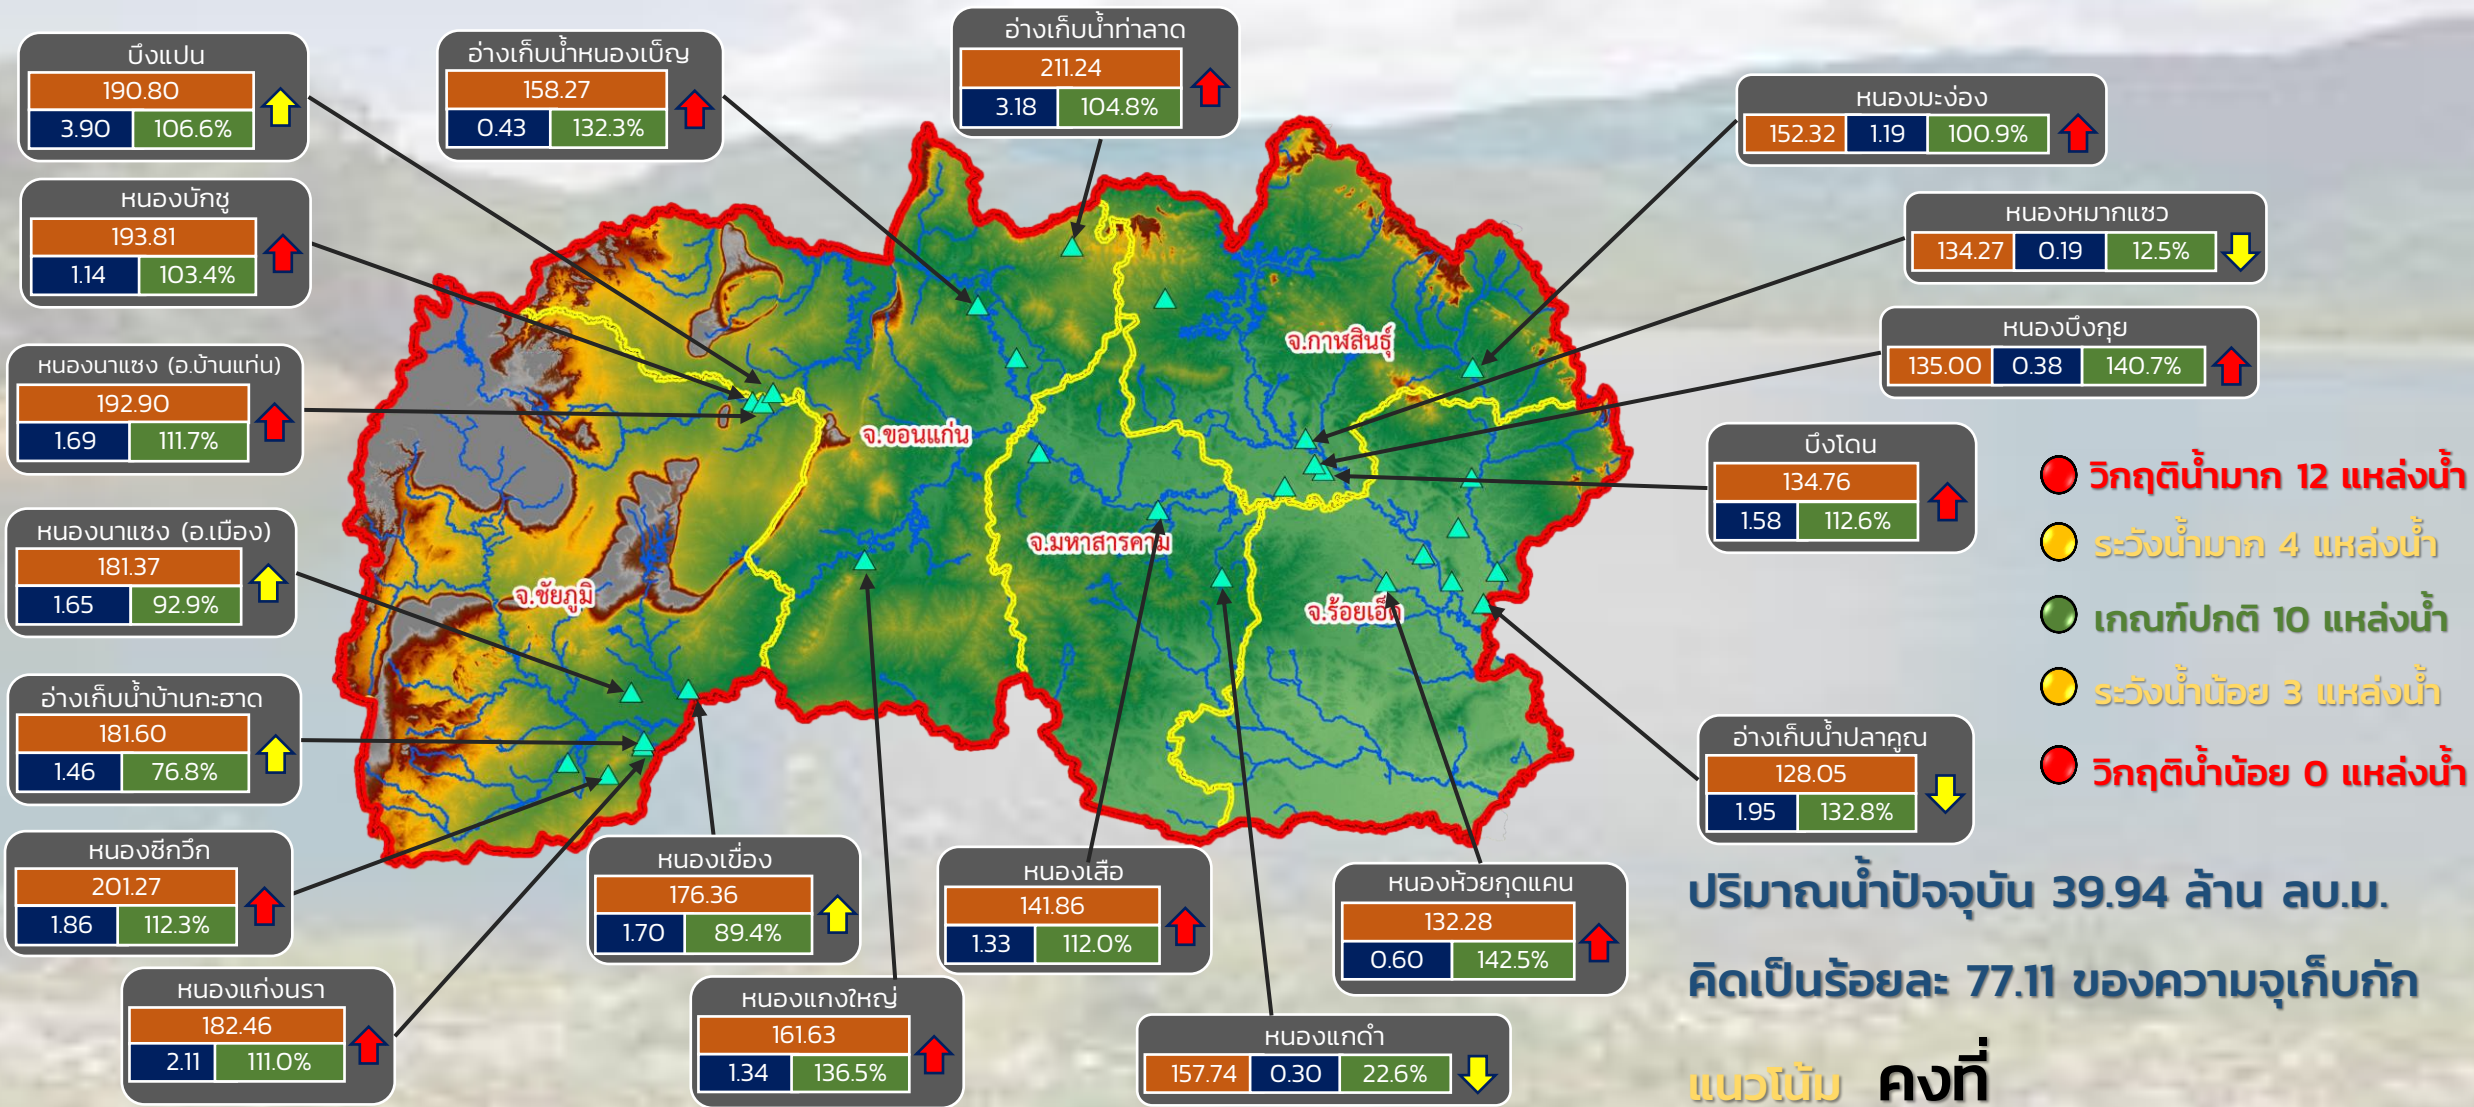 บึงแปน
190.80
3.90 106.6%
อ่างเก็บน้ำหนองเบ็ญ
158.27
0.43 132.3%
อ่างเก็บน้ำท่าลาด
211.24
3.18 104.8%
หนองมะง่อง
152.32 1.19 100.9%
หนองบักชู
193.81
1.14 103.4%
หนองหมากแซว
134.27 0.19 12.5%
หนองบึงกุย
135.00 0.38 140.7%
หนองนาแซง (อ.บ้านแท่น)
192.90
1.69 111.7%
จ.กาฬสินธุ์
จ.ขอนแก่น
บึงโดน
134.76
1.58 112.6%
หนองนาแซง (อ.เมือง)
181.37
1.65 92.9%
จ.มหาสารคาม
จ.ชัยภูมิ
จ.ร้อยเอ็ด
วิกฤติน้ำมาก 12 แหล่งน้ำ
ระวังน้ำมาก 4 แหล่งน้ำ
เกณฑ์ปกติ 10 แหล่งน้ำ
ระวังน้ำน้อย 3 แหล่งน้ำ
วิกฤติน้ำน้อย 0 แหล่งน้ำ
อ่างเก็บน้ำบ้านกะฮาด
181.60
1.46 76.8%
อ่างเก็บน้ำปลาคูณ
128.05
1.95 132.8%
หนองซีกวึก
201.27
1.86 112.3%
หนองเขื่อง
176.36
1.70 89.4%
หนองเสือ
141.86
1.33 112.0%
หนองห้วยกุดแคน
132.28
0.60 142.5%
หนองแก่งนรา
182.46
2.11 111.0%
หนองแกงใหญ่
161.63
1.34 136.5%
หนองแกดำ
157.74 0.30 22.6%
ปริมาณน้ำปัจจุบัน 39.94 ล้าน ลบ.ม.
คิดเป็นร้อยละ 77.11 ของความจุเก็บกัก
แนวโน้ม คงที่